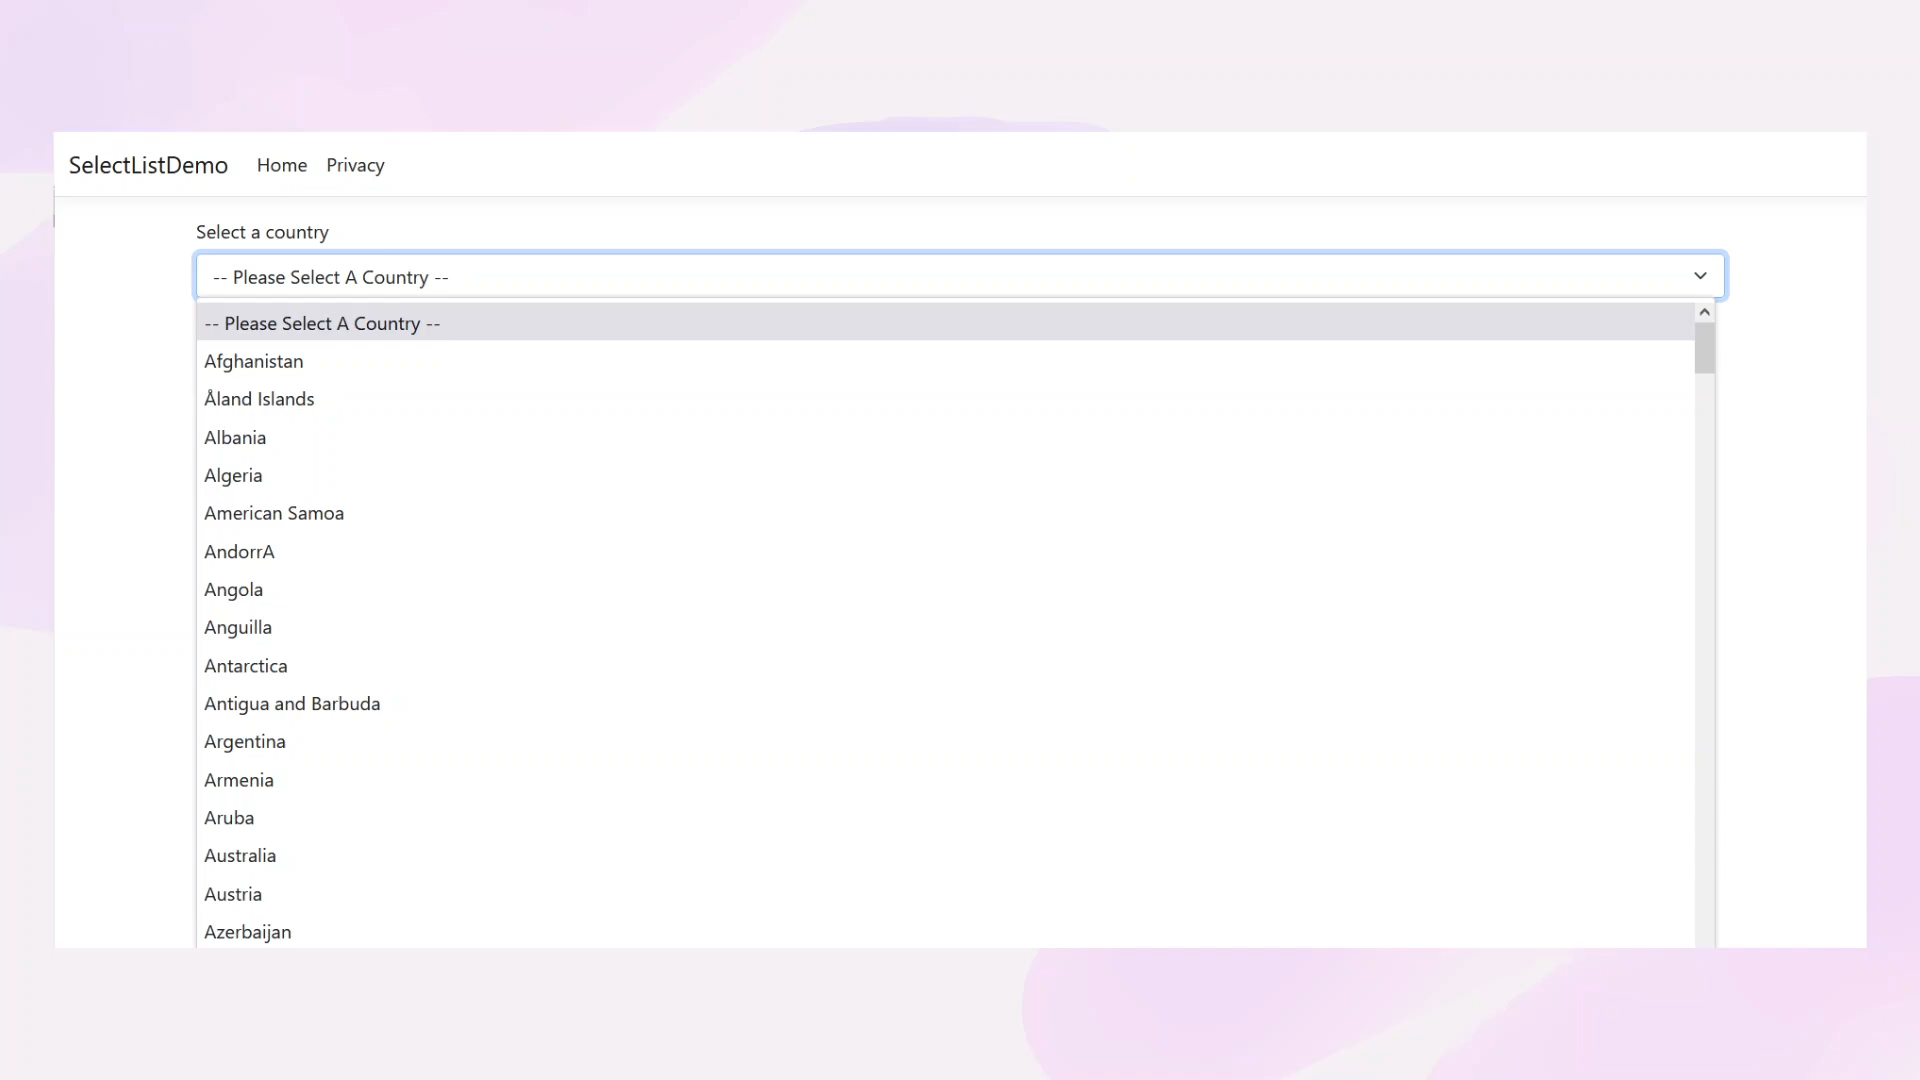 SelectListDemo Home Privacy
Select a country
-- Please Select A Country --
-- Please Select A Country --
Afghanistan
Åland Islands
Albania
Algeria
American Samoa
AndorrA
Angola
Anguilla
Antarctica
Antigua and Barbuda
Argentina
Armenia
Aruba
Australia
Austria
Azerbaijan